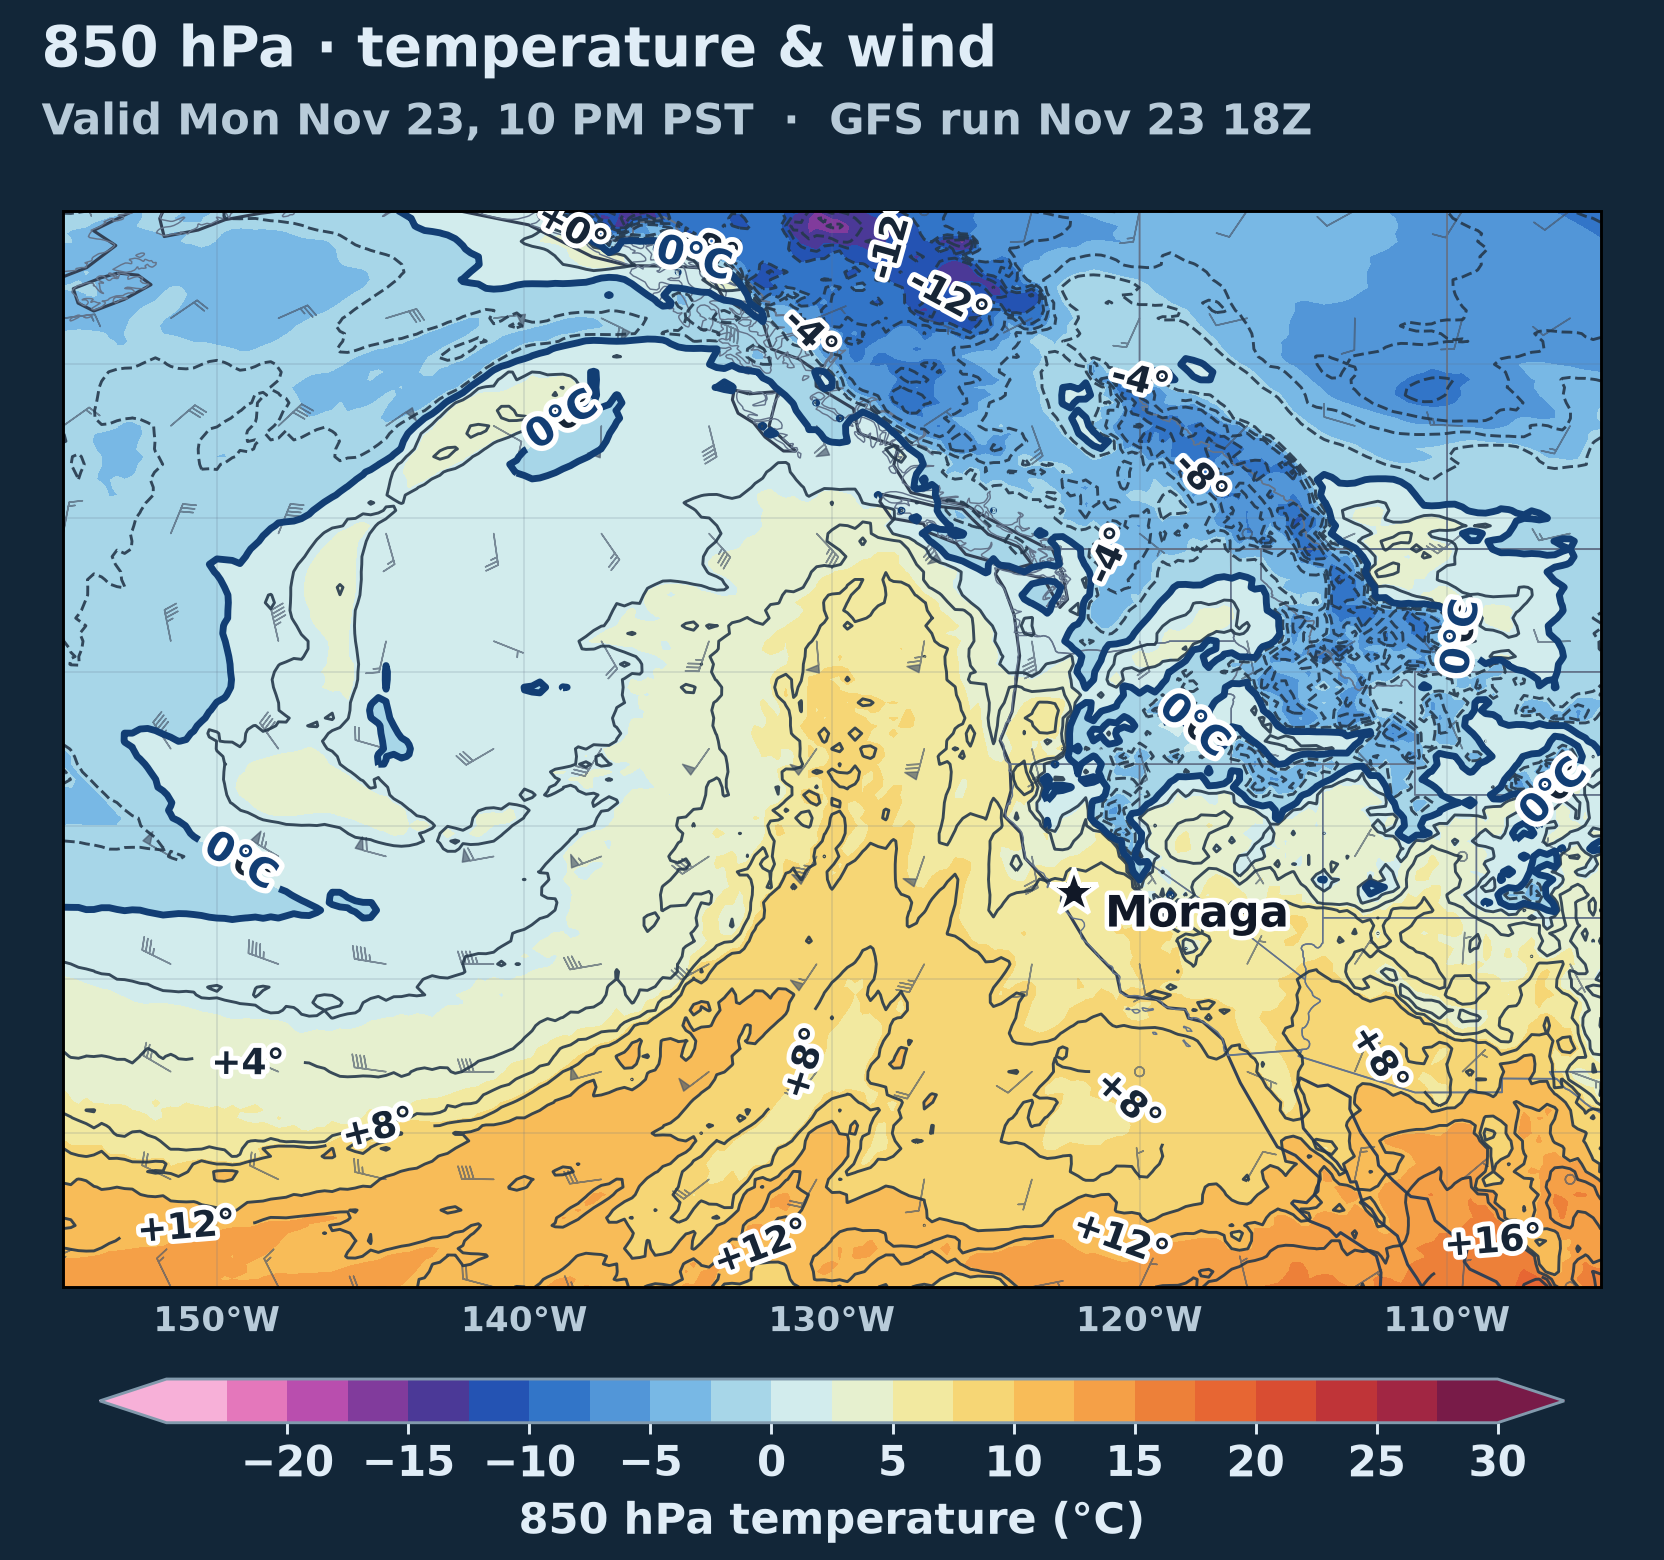 850 hPa · temperature & wind
Valid Mon Nov 23, 10 PM PST · GFS run Nov 23 18Z
+0°
0°C
-12
-12°
-4°
-4°
0°C
-8°
-4°
0°C
0°C
0°C
0°C
Moraga
+4°
+8°
+8°
+8°
+8°
+12°
+12°
+12°
+16°
150°W 140°W 130°W 120°W 110°W
−20 −15 −10 −5 0 5 10 15 20 25 30
850 hPa temperature (°C)